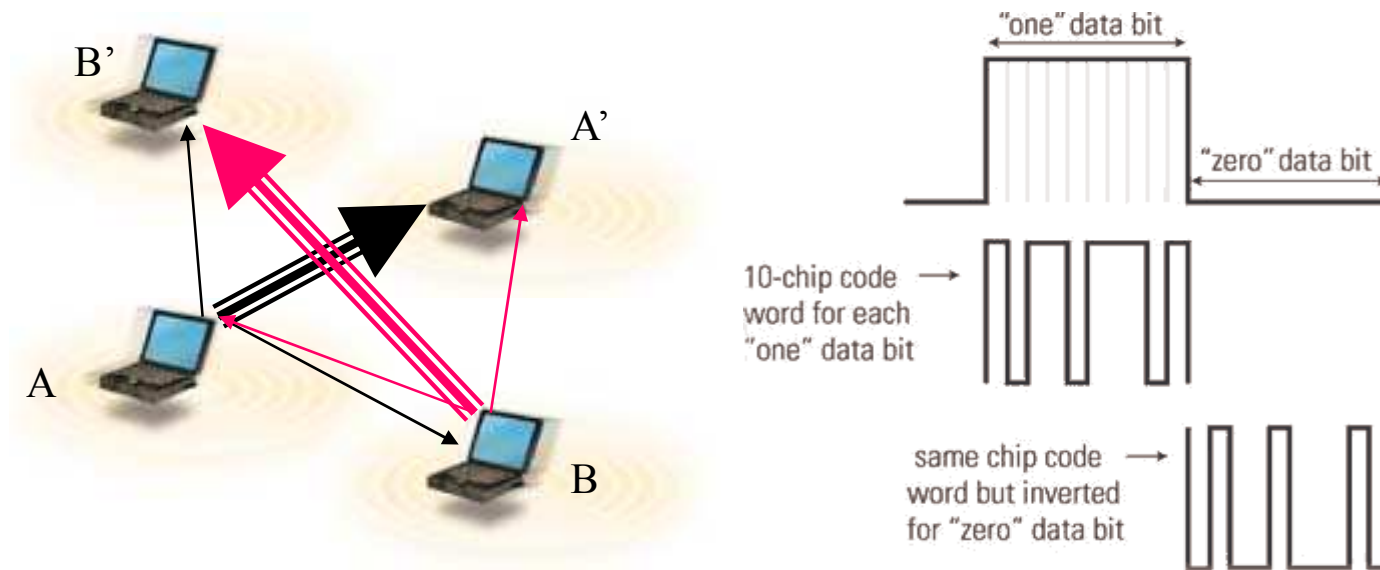 B’
A’
A
B
“one” data bit
“zero” data bit
10-chip code
word for each
“one” data bit
same chip code
word but inverted
for “zero” data bit